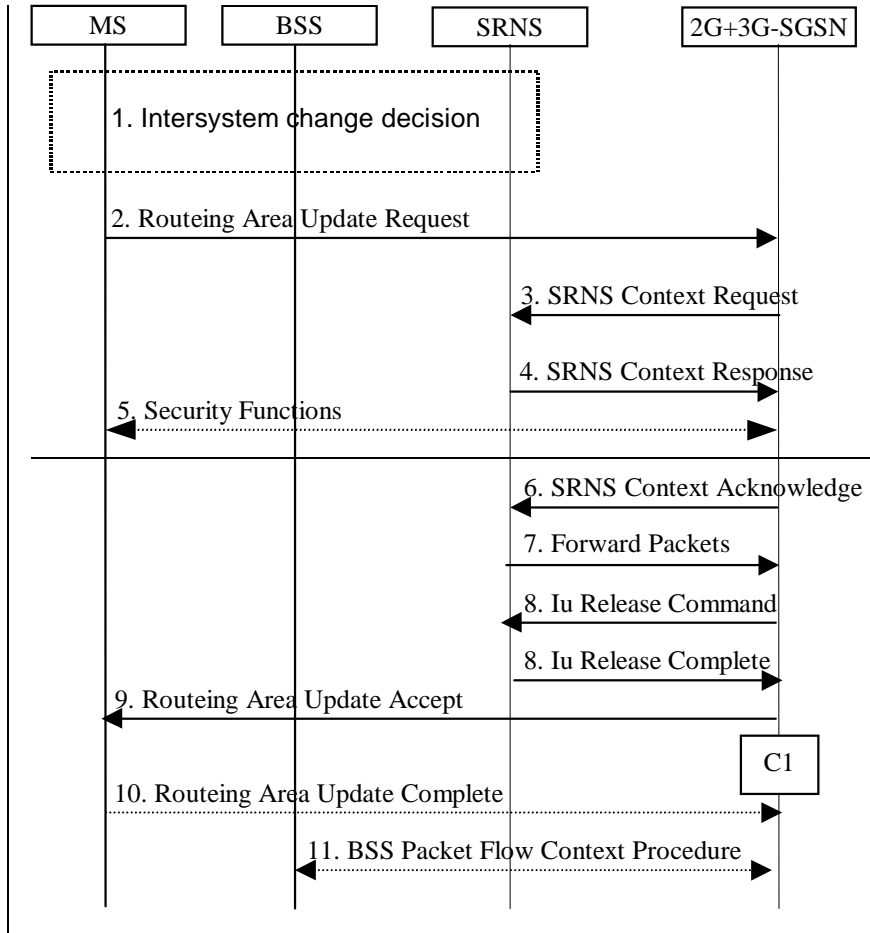 MS BSS SRNS 2G+3G-SGSN
1. Intersystem change decision
2. Routeing Area Update Request
3. SRNS Context Request
4. SRNS Context Response
5. Security Functions
6. SRNS Context Acknowledge
7. Forward Packets
8. Iu Release Command
8. Iu Release Complete
9. Routeing Area Update Accept
C1
10. Routeing Area Update Complete
11. BSS Packet Flow Context Procedure